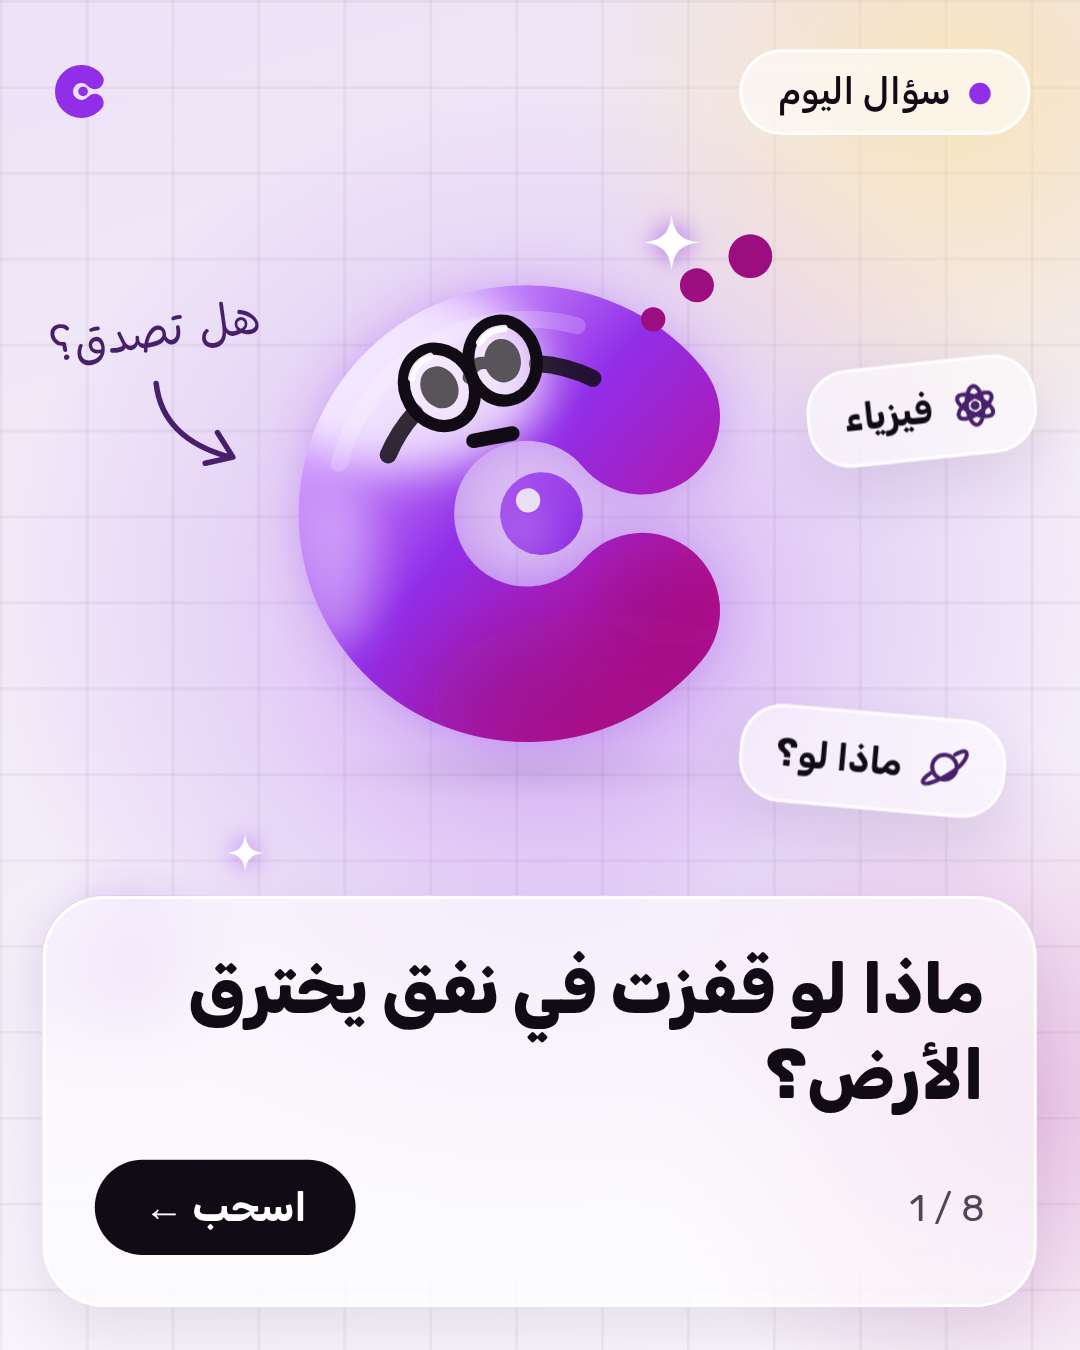 سؤال اليوم
هل تصدق؟
فيزياء
ماذا لو؟
ماذا لو قفزت في نفق يخترق
الأرض؟
1 / 8
اسحب ←